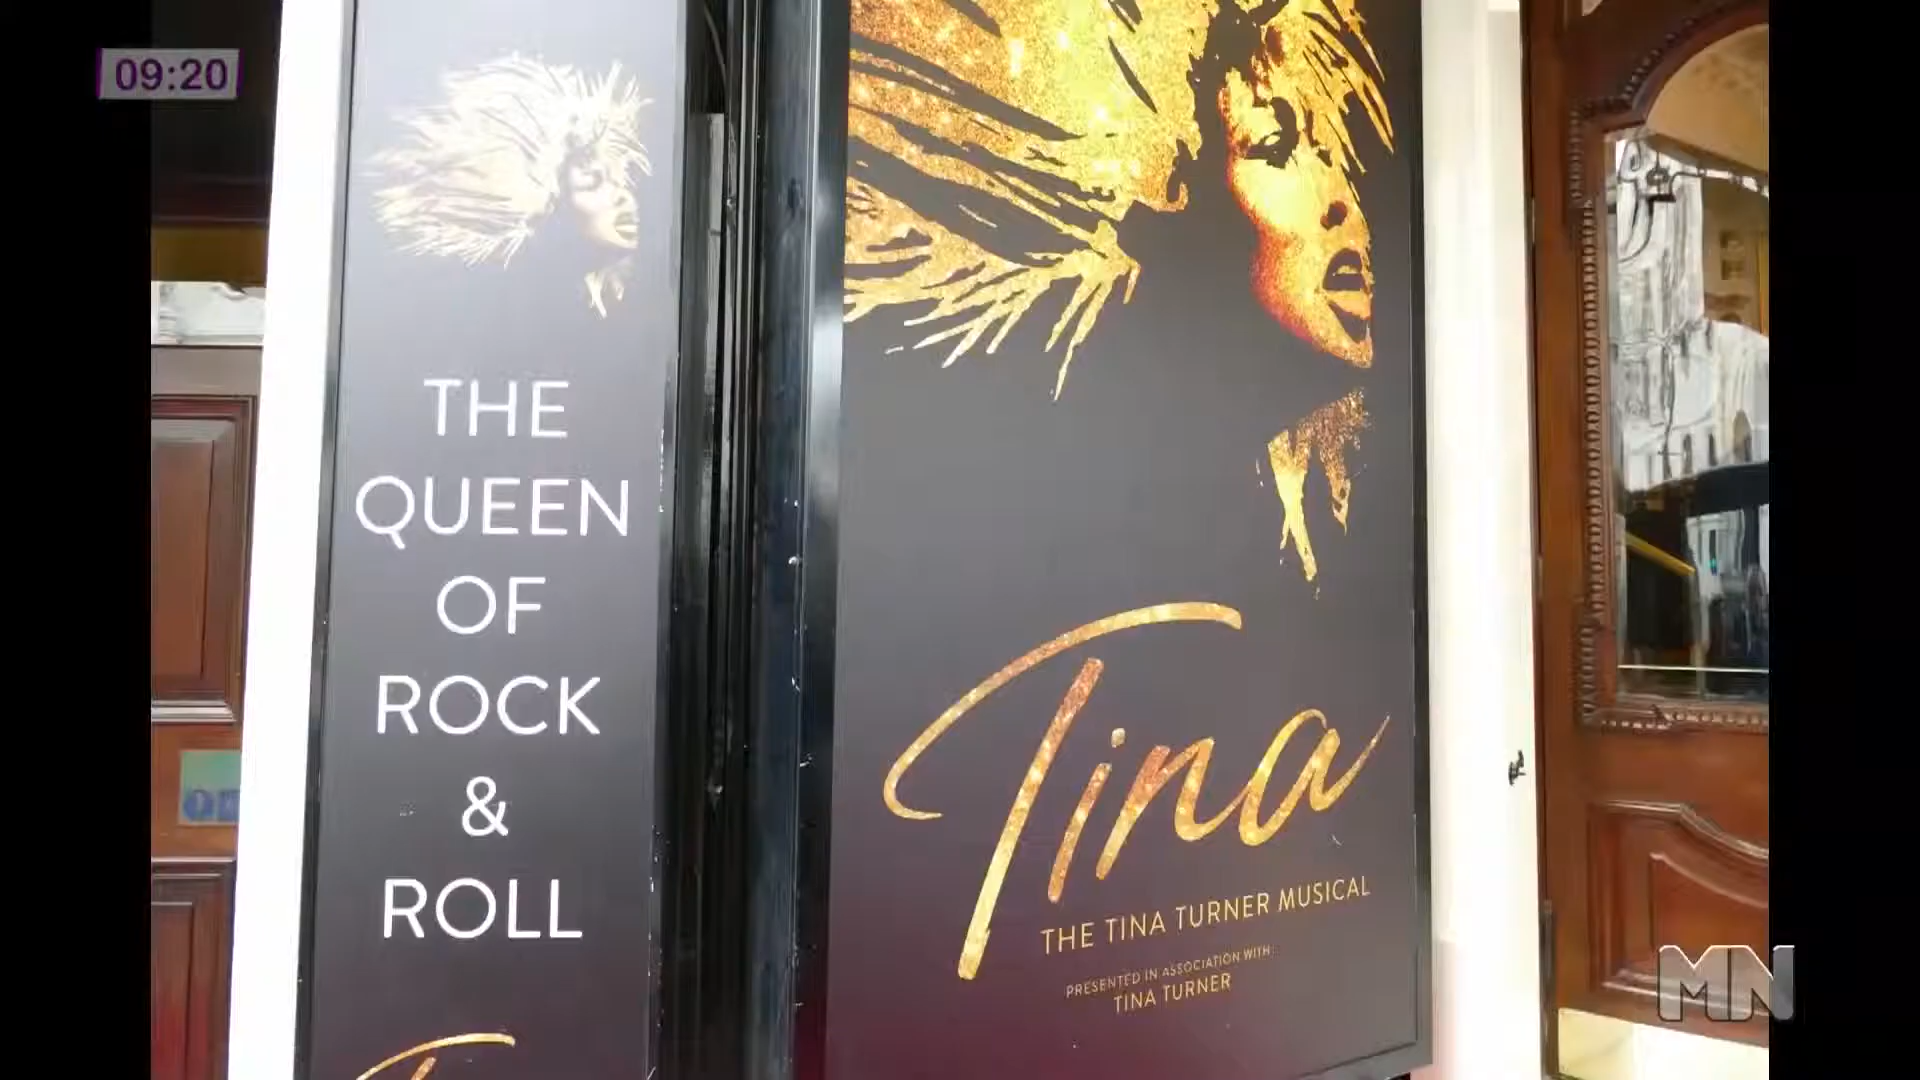 09:20
THE
QUEEN
OF
ROCK
&
ROLL
Tina
THE TINA TURNER MUSICAL
PRESENTED IN ASSOCIATION WITH
TINA TURNER
MN